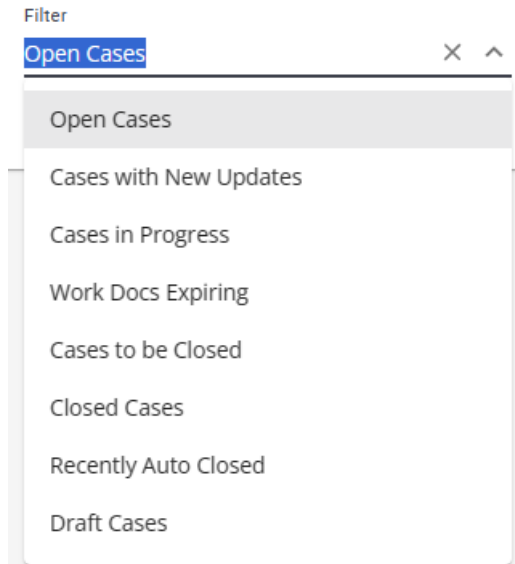 Filter
Open Cases
Open Cases
Cases with New Updates
Cases in Progress
Work Docs Expiring
Cases to be Closed
Closed Cases
Recently Auto Closed
Draft Cases